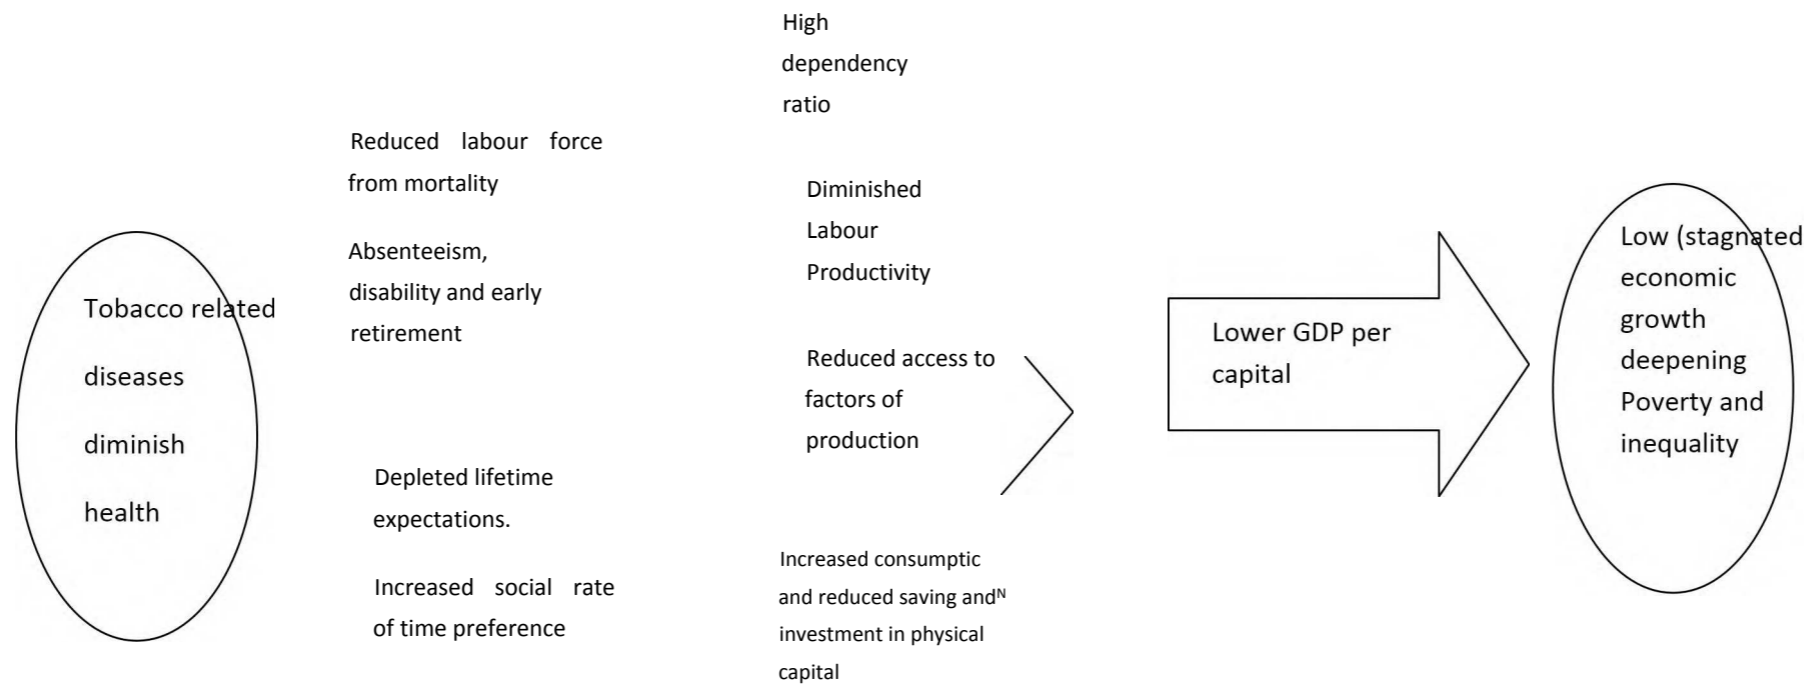 Tobacco related
diseases
diminish
health
Reduced labour force
from mortality
Absenteeism,
disability and early
retirement
Depleted lifetime
expectations.
Increased social rate
of time preference
High
dependency
ratio
Diminished
Labour
Productivity
Reduced access to
factors of
production
Increased consumptic
and reduced saving andᴺ
investment in physical
capital
Lower GDP per
capital
Low (stagnated
economic
growth
deepening
Poverty and
inequality